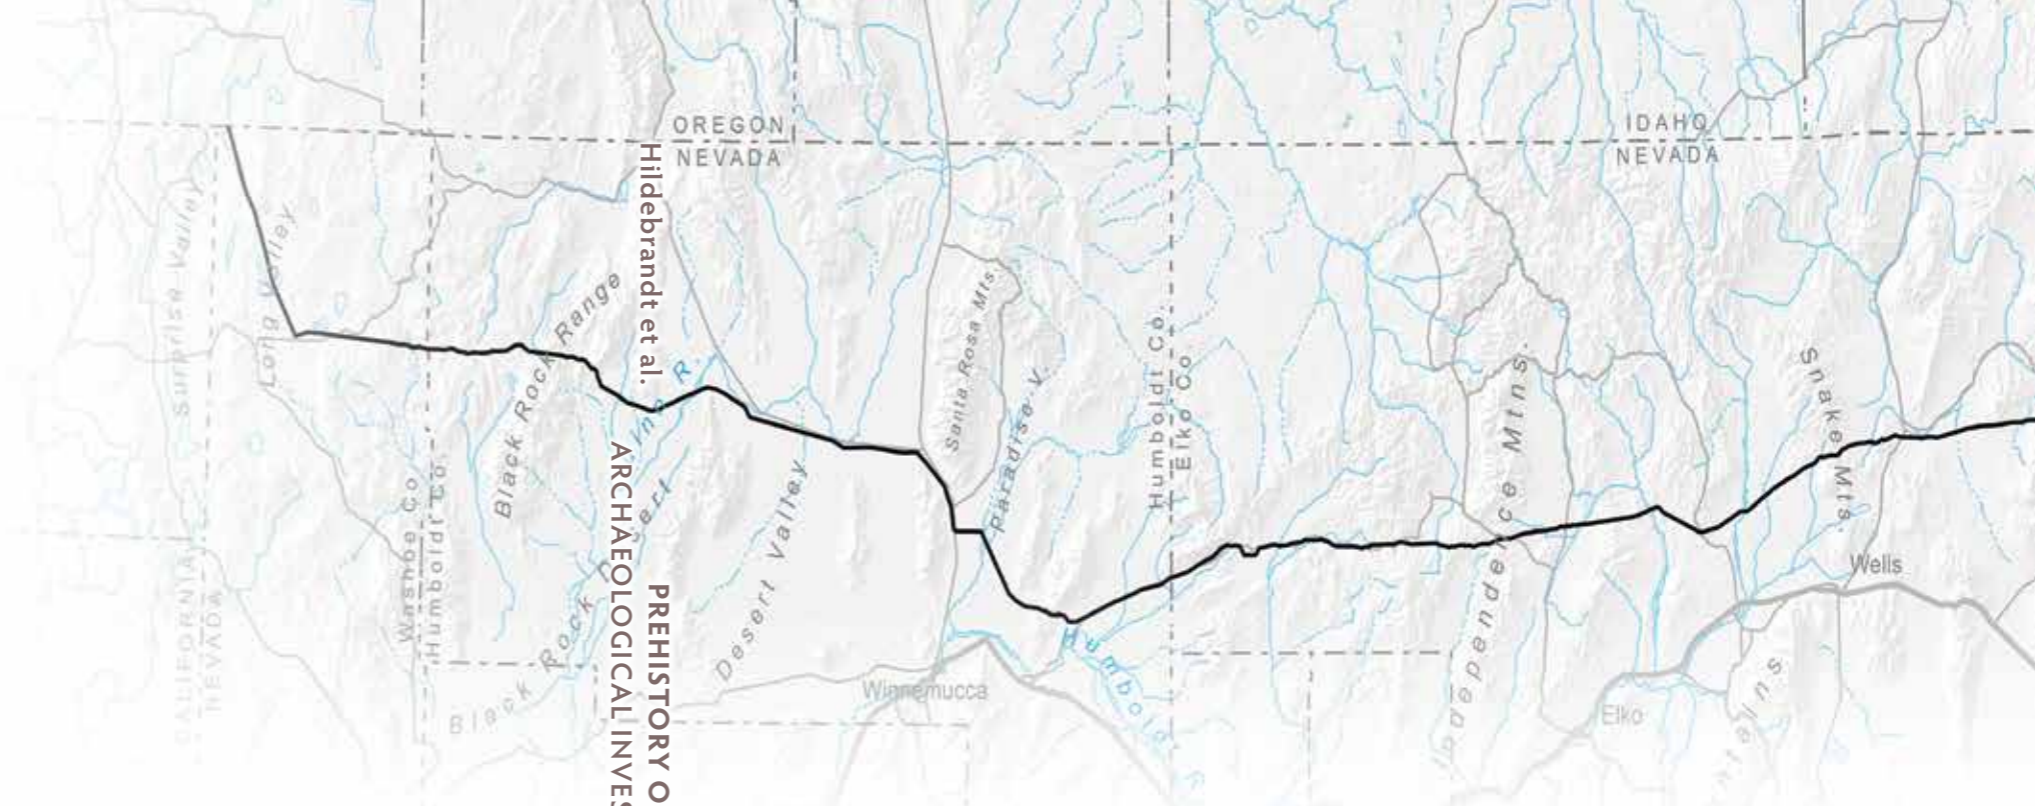 OREGON
NEVADA
IDAHO
NEVADA
Hildebrandt et al.
PREHISTORY O
ARCHAEOLOGICAL INVES
Surprise Valley
Long Valley
Black Rock Range
Santa Rosa Mts.
Paradise V.
Humboldt Co.
Elko Co
Independence Mtns.
Snake Mts.
Washoe Co.
Humboldt Co.
CALIFORNIA
NEVADA
Black Rock
Desert Valley
Winnemucca
Humboldt R
Wells
Elko